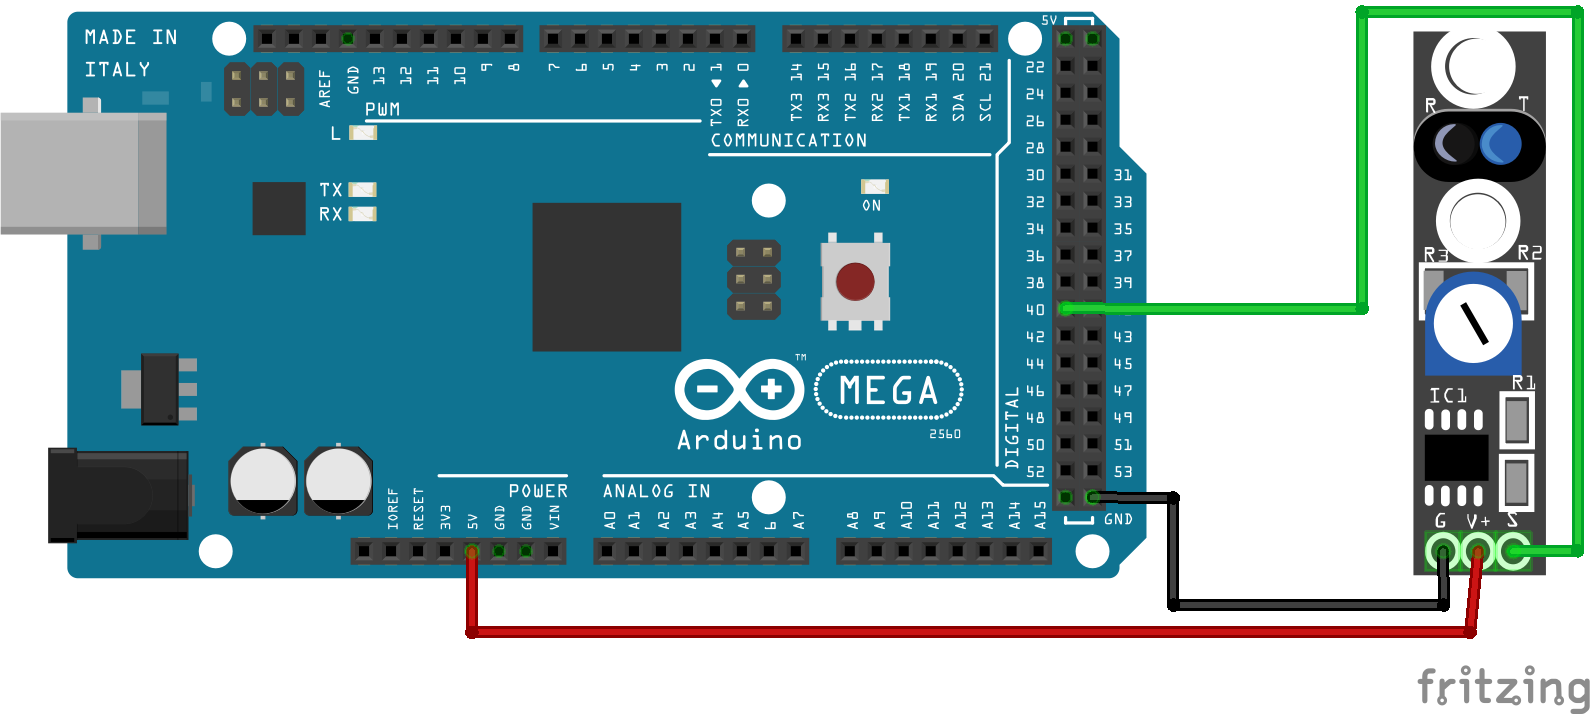 MADE IN
ITALY
AREF
GND
13
12
11
10
9
8
7
6
5
4
3
2
TX0 ◄ 1
RX0 ► 0
TX3 14
RX3 15
TX2 16
RX2 17
TX1 18
RX1 19
SDA 20
SCL 21
5V
PWM
COMMUNICATION
L
TX
RX
ON
22
24
26
28
30 31
32 33
34 35
36 37
38 39
40
42 43
44 45
46 47
48 49
50 51
52 53
GND
DIGITAL
TM
MEGA
Arduino
2560
POWER
ANALOG IN
IOREF
RESET
3V3
5V
GND
GND
VIN
A0
A1
A2
A3
A4
A5
6
A7
A8
A9
A10
A11
A12
A13
A14
A15
R T
R3 R2
R1
IC1
G V+ S
fritzing